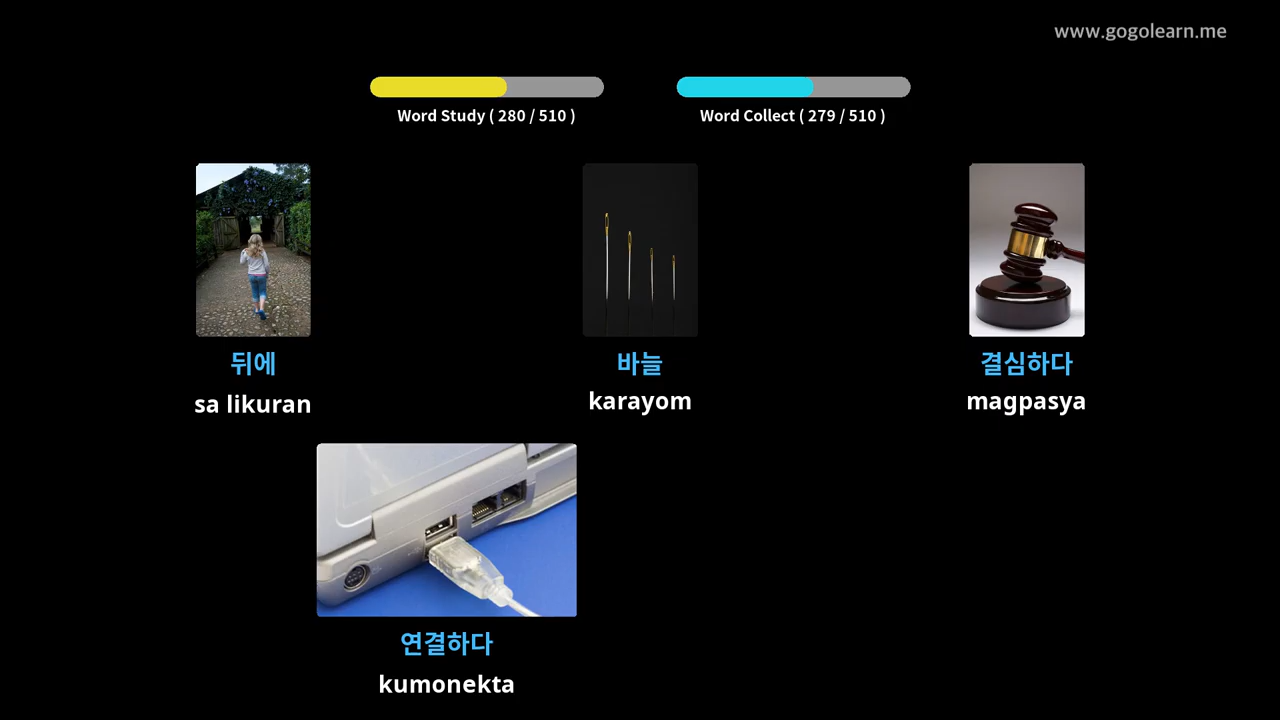 www.gogolearn.me
Word Study ( 280 / 510 )
Word Collect ( 279 / 510 )
뒤에
sa likuran
바늘
karayom
결심하다
magpasya
연결하다
kumonekta